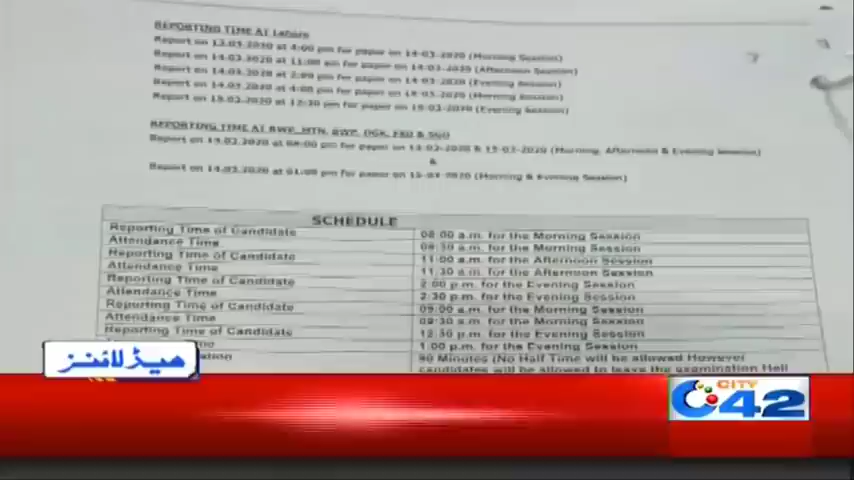 REPORTING TIME AT Lahore
Report on 13.03.2020 at 4:00 pm for paper on 14-03-2020 (Morning Session)
Report on 14.03.2020 at 11:00 am for paper on 14-03-2020 (Afternoon Session)
Report on 14.03.2020 at 2:00 pm for paper on 14-03-2020 (Evening Session)
Report on 14.03.2020 at 4:00 pm for paper on 15-03-2020 (Morning Session)
Report on 15.03.2020 at 12:30 pm for paper on 15-03-2020 (Evening Session)
REPORTING TIME AT RWP, MTN, BWP, DGK, FBD & SGD
Report on 13.03.2020 at 08:00 pm for paper on & 15-03-2020 (Morning, Afternoon & Evening Session)
&
Report on 14.03.2020 at 01:00 pm for paper on 15-03-2020 (Morning & Evening Session)
SCHEDULE
Reporting Time of Candidate 08:00 a.m. for the Morning Session
Attendance Time 08:30 a.m. for the Morning Session
Reporting Time of Candidate 11:00 a.m. for the Afternoon Session
Attendance Time 11:30 a.m. for the Afternoon Session
Reporting Time of Candidate 2:00 p.m. for the Evening Session
Attendance Time 2:30 p.m. for the Evening Session
Reporting Time of Candidate 09:00 a.m. for the Morning Session
Attendance Time 09:30 a.m. for the Morning Session
Reporting Time of Candidate 12:30 p.m. for the Evening Session
1:00 p.m. for the Evening Session
90 Minutes (No Half Time will be allowed However
candidates will be allowed to leave the examination Hall
ہیڈلائنز
CITY
42